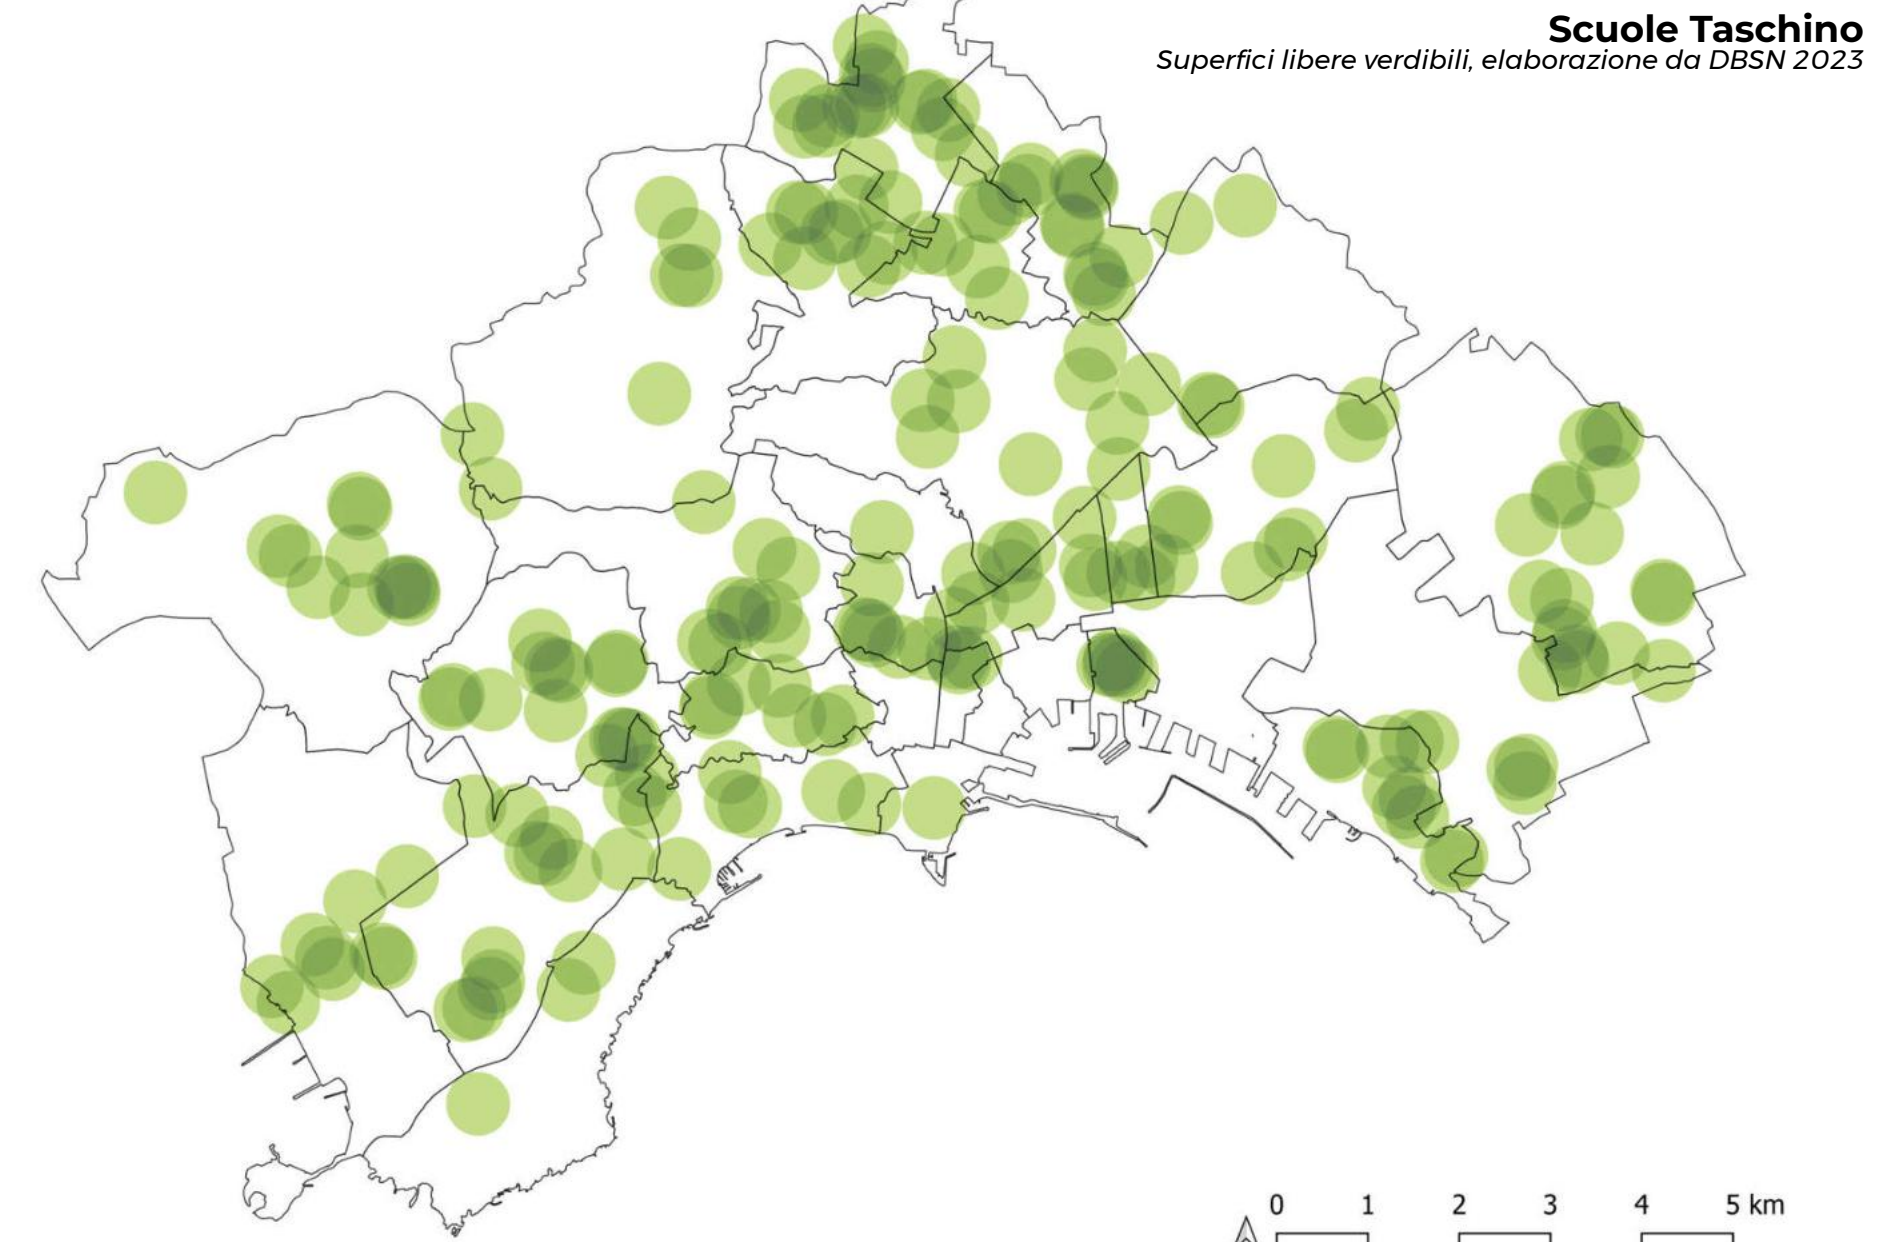 Scuole Taschino
Superfici libere verdibili, elaborazione da DBSN 2023
0 1 2 3 4 5 km